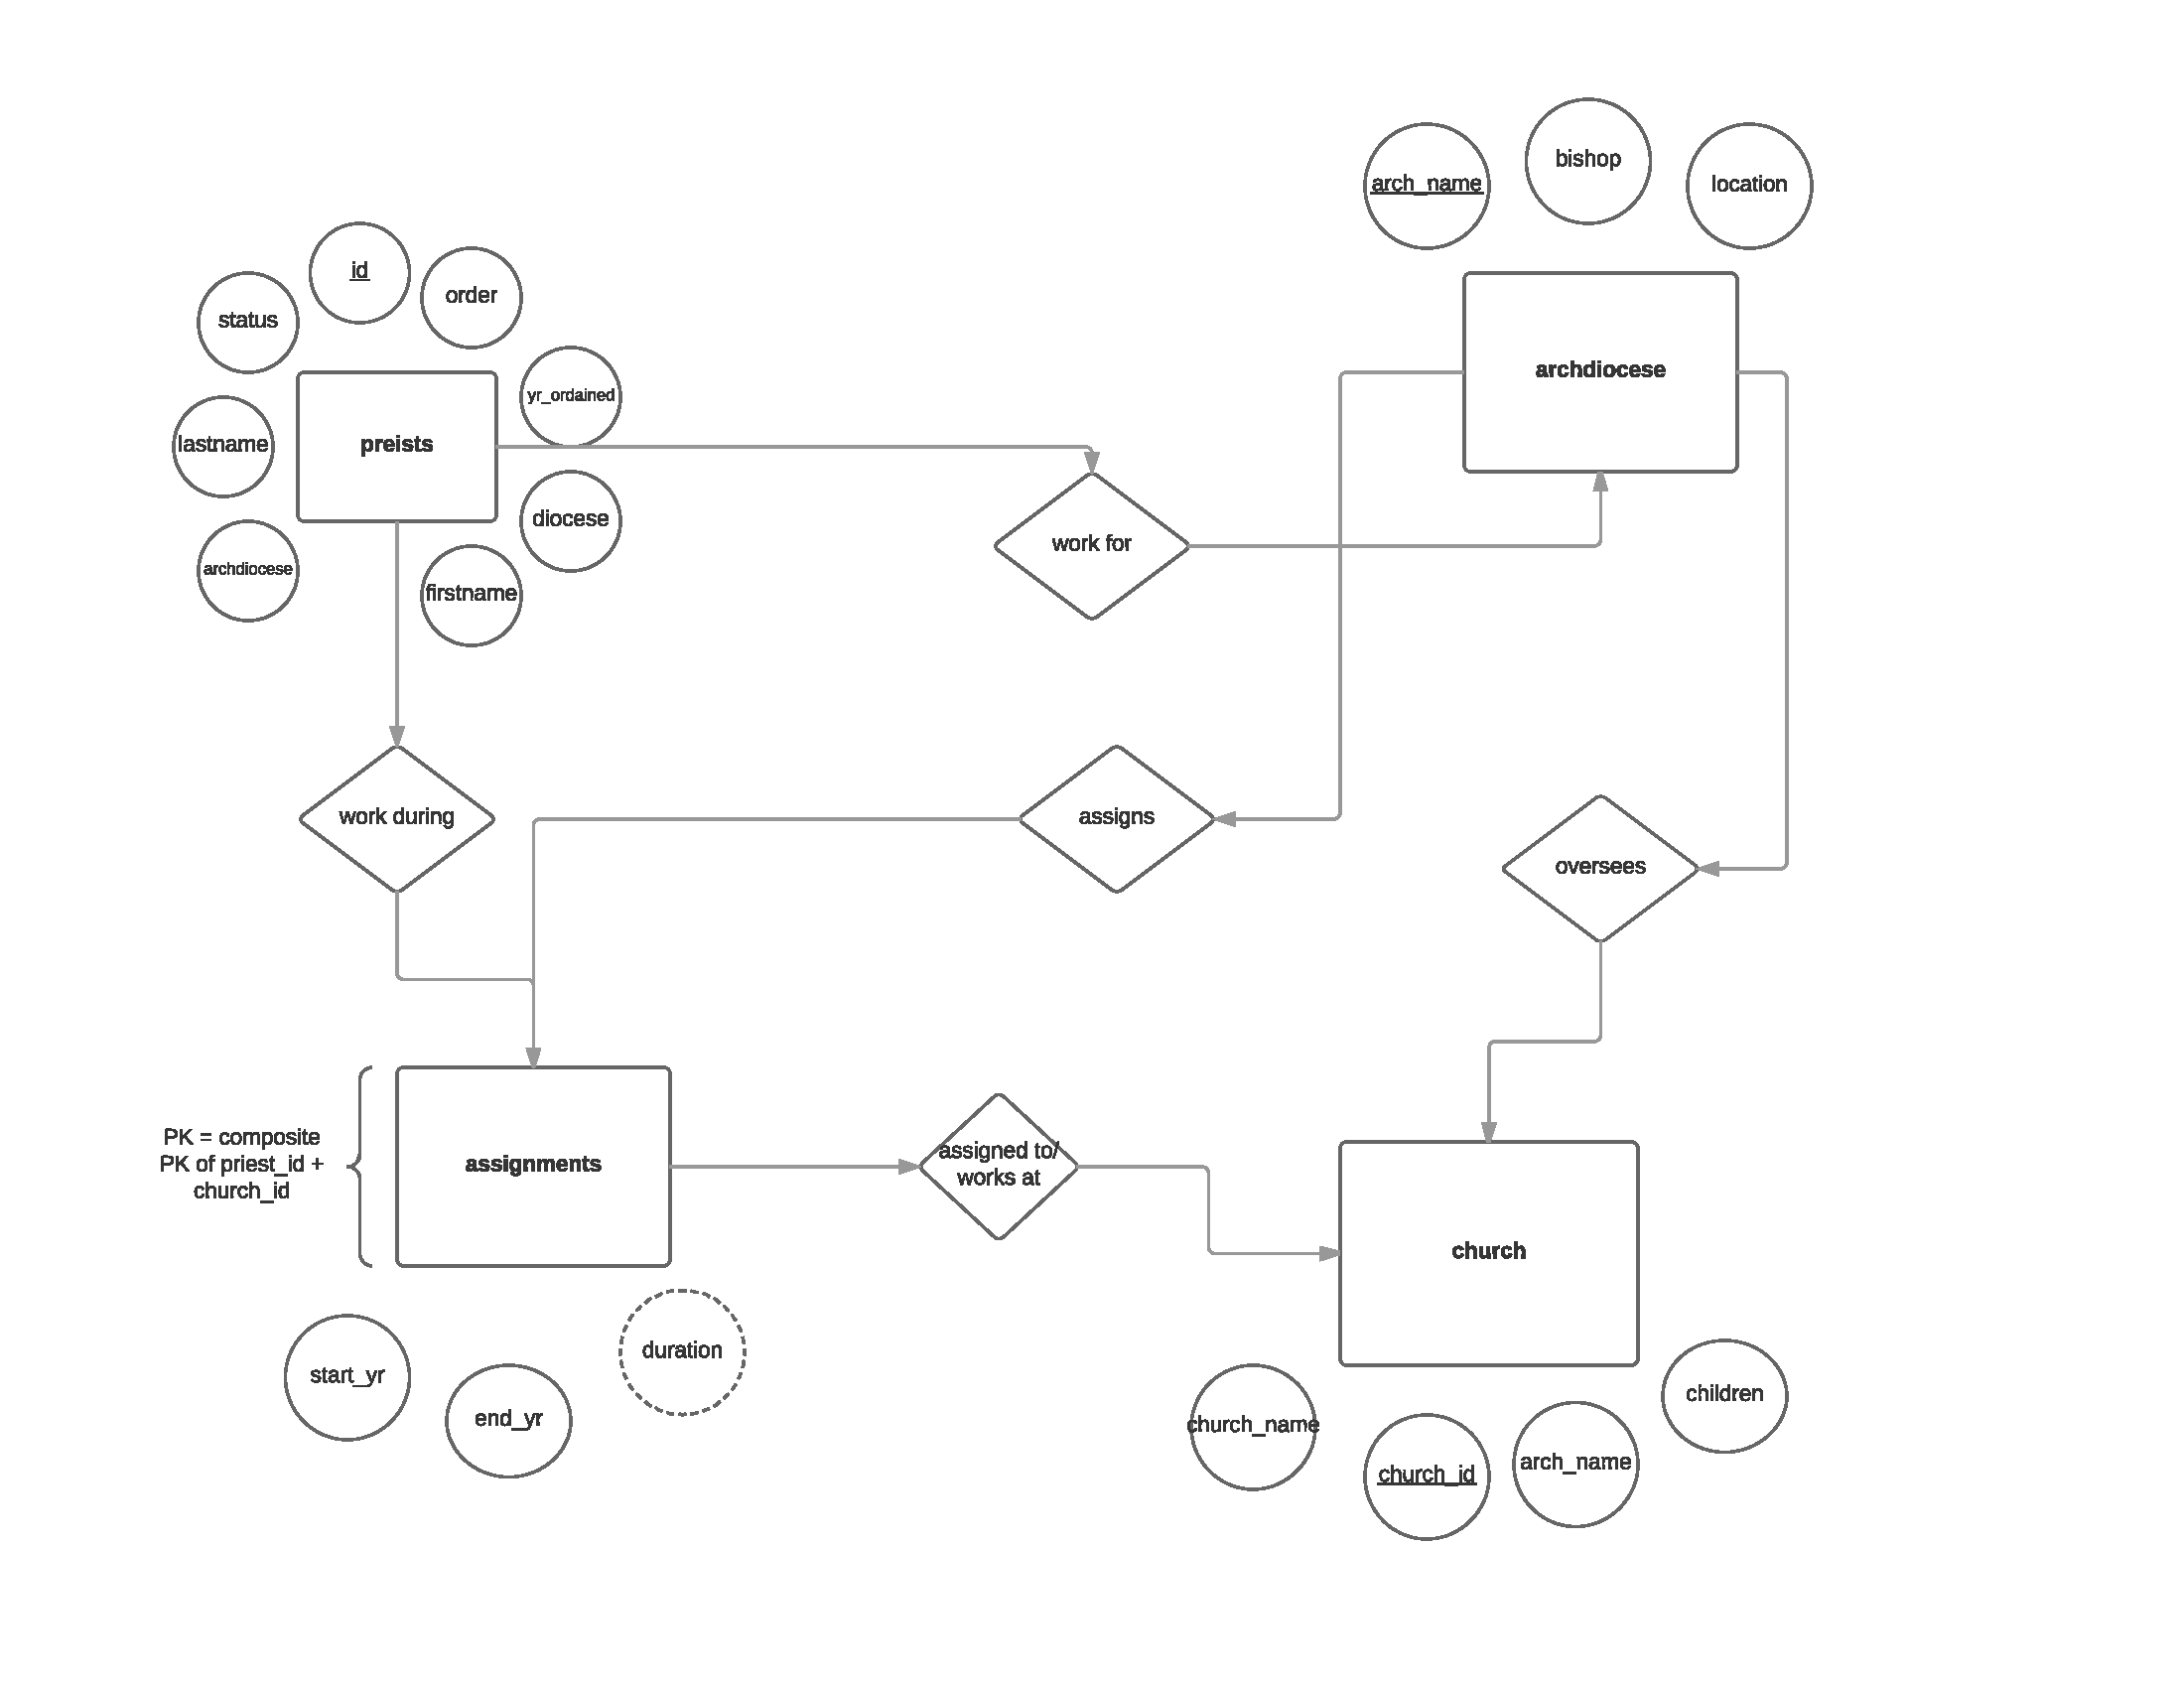 arch_name
bishop
location
id
order
status
archdiocese
yr_ordained
preists
lastname
diocese
work for
archdiocese
firstname
work during
assigns
oversees
PK = composite
PK of priest_id +
church_id
assignments
assigned to/
works at
church
duration
start_yr
end_yr
children
church_name
arch_name
church_id